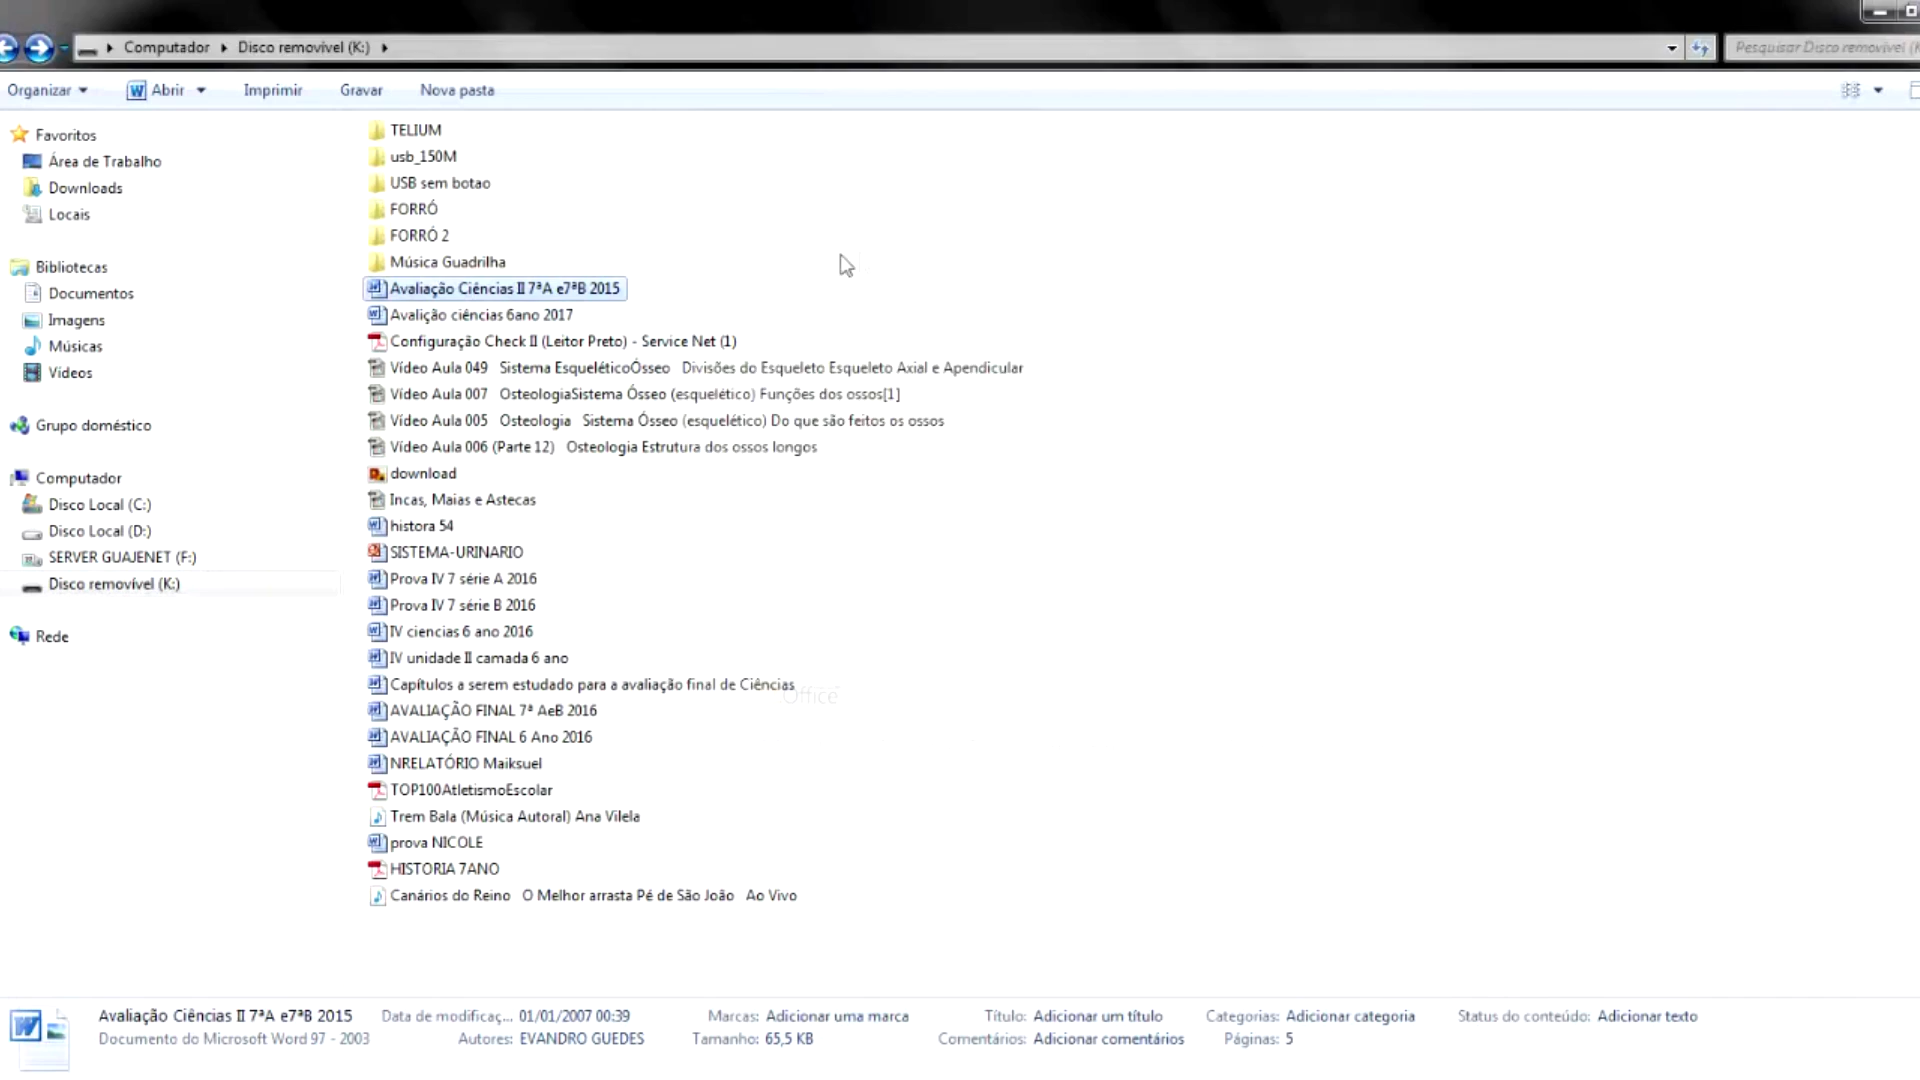 Computador Disco removível (K:)
Pesquisar Disco removível (K
Organizar Abrir Imprimir Gravar Nova pasta
Favoritos
Área de Trabalho
Downloads
Locais
Bibliotecas
Documentos
Imagens
Músicas
Vídeos
Grupo doméstico
Computador
Disco Local (C:)
Disco Local (D:)
SERVER GUAJENET (F:)
Disco removível (K:)
Rede
TELIUM
usb_150M
USB sem botao
FORRÓ
FORRÓ 2
Música Guadrilha
Avaliação Ciências II 7ªA e7ªB 2015
Avalição ciências 6ano 2017
Configuração Check II (Leitor Preto) - Service Net (1)
Vídeo Aula 049 Sistema EsqueléticoÓsseo Divisões do Esqueleto Esqueleto Axial e Apendicular
Vídeo Aula 007 OsteologiaSistema Ósseo (esquelético) Funções dos ossos[1]
Vídeo Aula 005 Osteologia Sistema Ósseo (esquelético) Do que são feitos os ossos
Vídeo Aula 006 (Parte 12) Osteologia Estrutura dos ossos longos
download
Incas, Maias e Astecas
histora 54
SISTEMA-URINARIO
Prova IV 7 série A 2016
Prova IV 7 série B 2016
IV ciencias 6 ano 2016
IV unidade II camada 6 ano
Capítulos a serem estudado para a avaliação final de Ciências
Office
AVALIAÇÃO FINAL 7ª AeB 2016
AVALIAÇÃO FINAL 6 Ano 2016
NRELATÓRIO Maiksuel
TOP100AtletismoEscolar
Trem Bala (Música Autoral) Ana Vilela
prova NICOLE
HISTORIA 7ANO
Canários do Reino O Melhor arrasta Pé de São João Ao Vivo
Avaliação Ciências II 7ªA e7ªB 2015 Data de modificaç... 01/01/2007 00:39 Marcas: Adicionar uma marca Título: Adicionar um título Categorias: Adicionar categoria Status do conteúdo: Adicionar texto
Documento do Microsoft Word 97 - 2003 Autores: EVANDRO GUEDES Tamanho: 65,5 KB Comentários: Adicionar comentários Páginas: 5